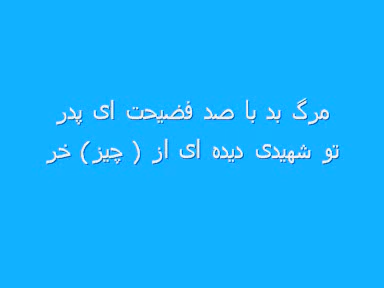 مرگ بد با صد فضیحت ای پدر
تو شهیدی دیده ای از ( چیز) خر